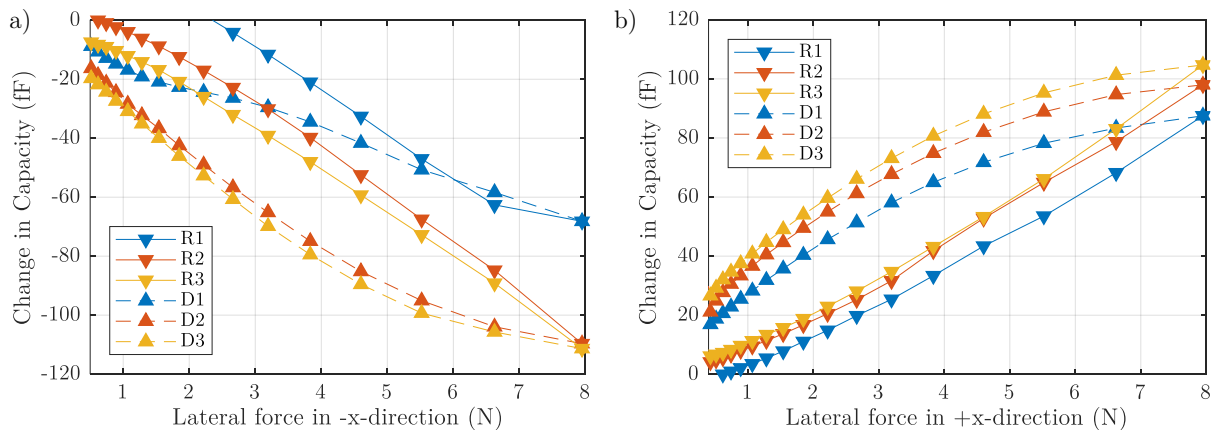 a)
Change in Capacity (fF)
0
-20
-40
-60
-80
-100
-120
R1
R2
R3
D1
D2
D3
1 2 3 4 5 6 7 8
Lateral force in -x-direction (N)
b)
Change in Capacity (fF)
120
100
80
60
40
20
0
R1
R2
R3
D1
D2
D3
1 2 3 4 5 6 7 8
Lateral force in +x-direction (N)